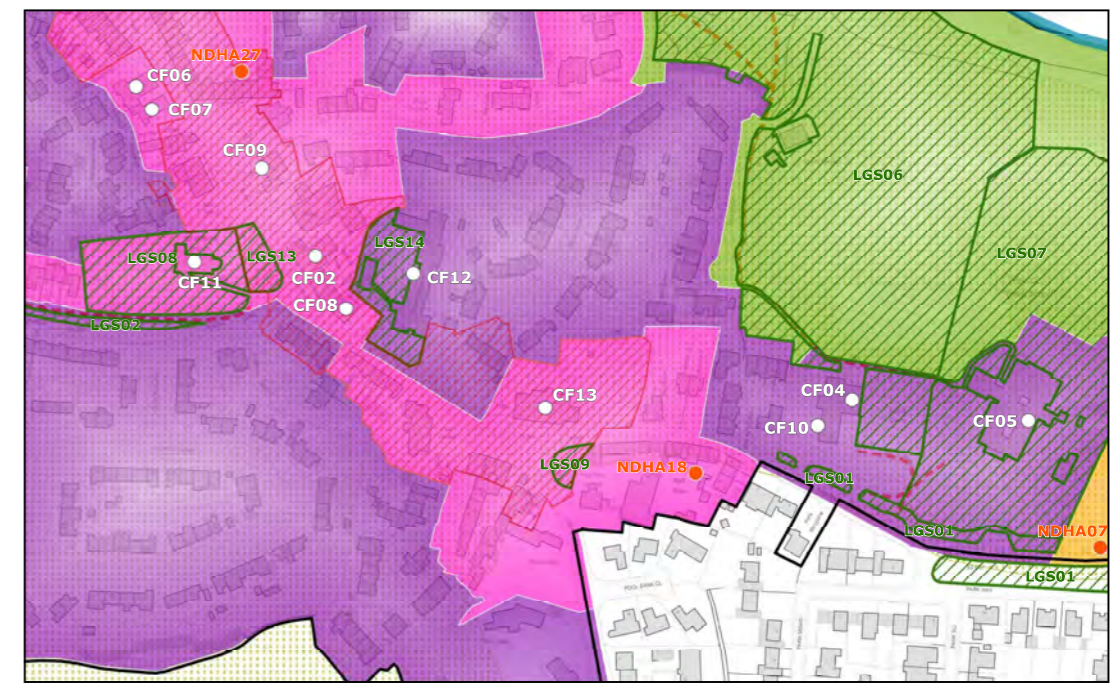 NDHA27
CF06
CF07
CF09
LGS06
LGS14
LGS07
LGS08
LGS13
CF11
CF02
CF12
CF08
LGS02
CF04
CF13
CF05
CF10
LGS09
NDHA18
LGS01
LGS01
NDHA07
LGS01